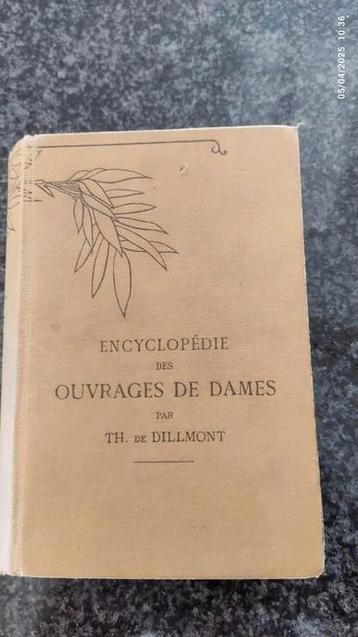 ENCYCLOPÉDIE
DES
OUVRAGES DE DAMES
PAR
TH. DE DILLMONT
05/04/2025 10:36